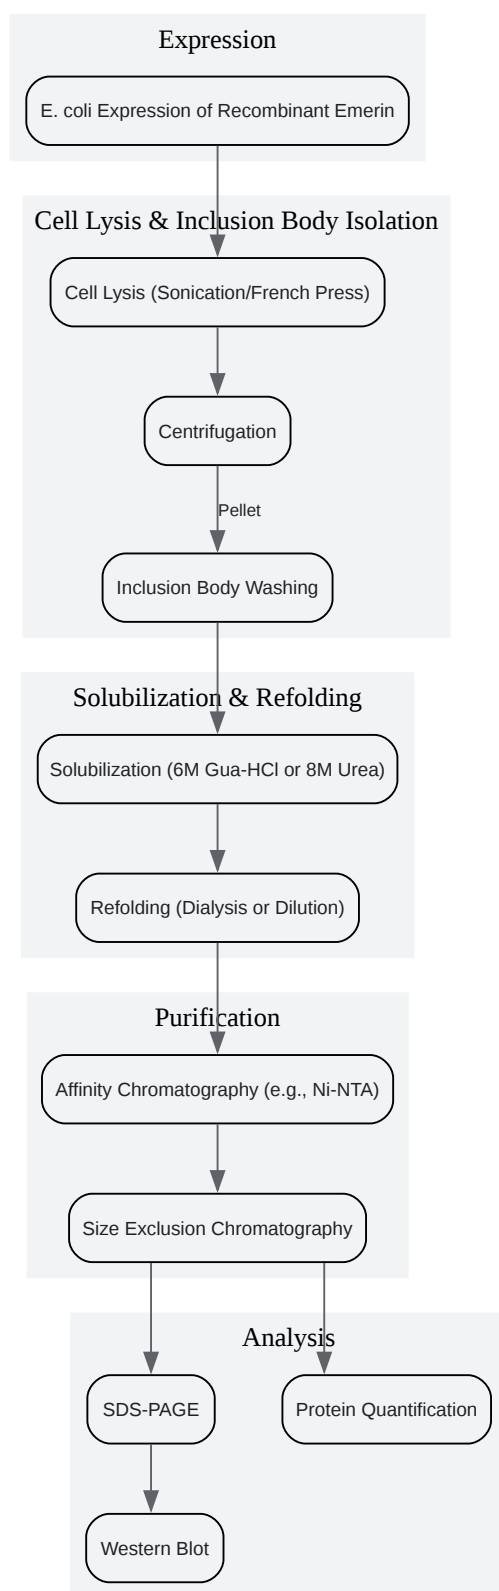 Expression
E. coli Expression of Recombinant Emerin
Cell Lysis & Inclusion Body Isolation
Cell Lysis (Sonication/French Press)
Centrifugation
Pellet
Inclusion Body Washing
Solubilization & Refolding
Solubilization (6M Gua-HCl or 8M Urea)
Refolding (Dialysis or Dilution)
Purification
Affinity Chromatography (e.g., Ni-NTA)
Size Exclusion Chromatography
Analysis
SDS-PAGE
Protein Quantification
Western Blot